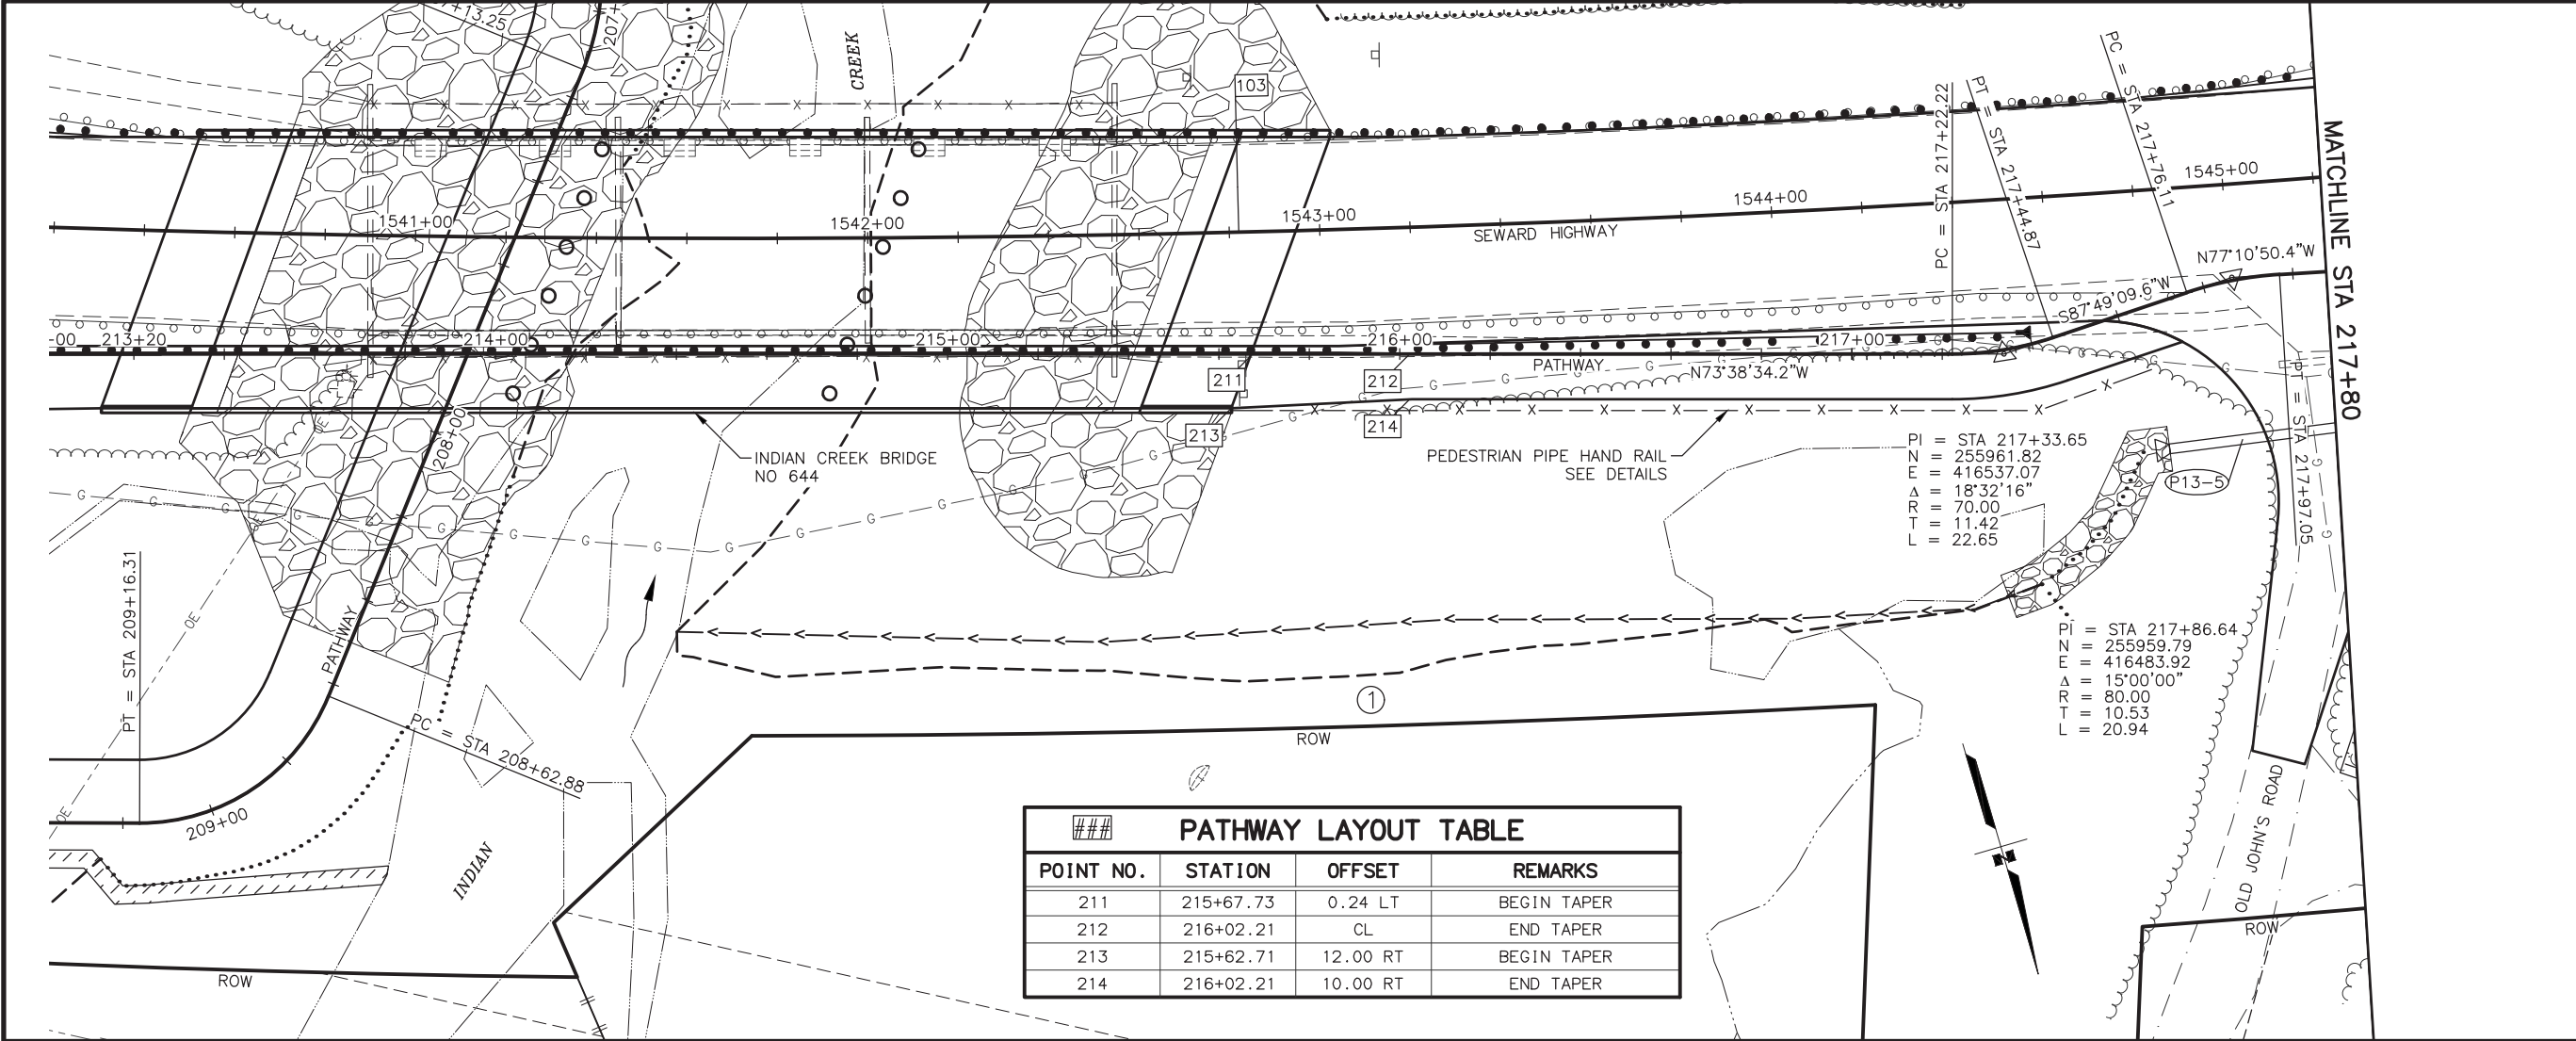 7+13.25
207+
CREEK
103
PC = STA 217+22.22
PT = STA 217+44.87
PC = STA 217+76.11
MATCHLINE STA 217+80
1541+00
1542+00
1543+00
1544+00
1545+00
SEWARD HIGHWAY
N77°10'50.4"W
S87°49'09.6"W
-00
213+20
214+00
215+00
216+00
217+00
PATHWAY
N73°38'34.2"W
211
212
213
214
208+00
INDIAN CREEK BRIDGE
NO 644
PEDESTRIAN PIPE HAND RAIL
SEE DETAILS
PI = STA 217+33.65
N = 255961.82
E = 416537.07
Δ = 18°32'16"
R = 70.00
T = 11.42
L = 22.65
P13-5
PT = STA 217+97.05
G G G G G G G G G G
OE
OE
OE
X X X X X X X X X X X X
PT = STA 209+16.31
PATHWAY
PC = STA 208+62.88
209+00
INDIAN
1
ROW
PI = STA 217+86.64
N = 255959.79
E = 416483.92
Δ = 15°00'00"
R = 80.00
T = 10.53
L = 20.94
N
OLD JOHN'S ROAD
ROW
ROW
### PATHWAY LAYOUT TABLE
POINT NO. STATION OFFSET REMARKS
211 215+67.73 0.24 LT BEGIN TAPER
212 216+02.21 CL END TAPER
213 215+62.71 12.00 RT BEGIN TAPER
214 216+02.21 10.00 RT END TAPER